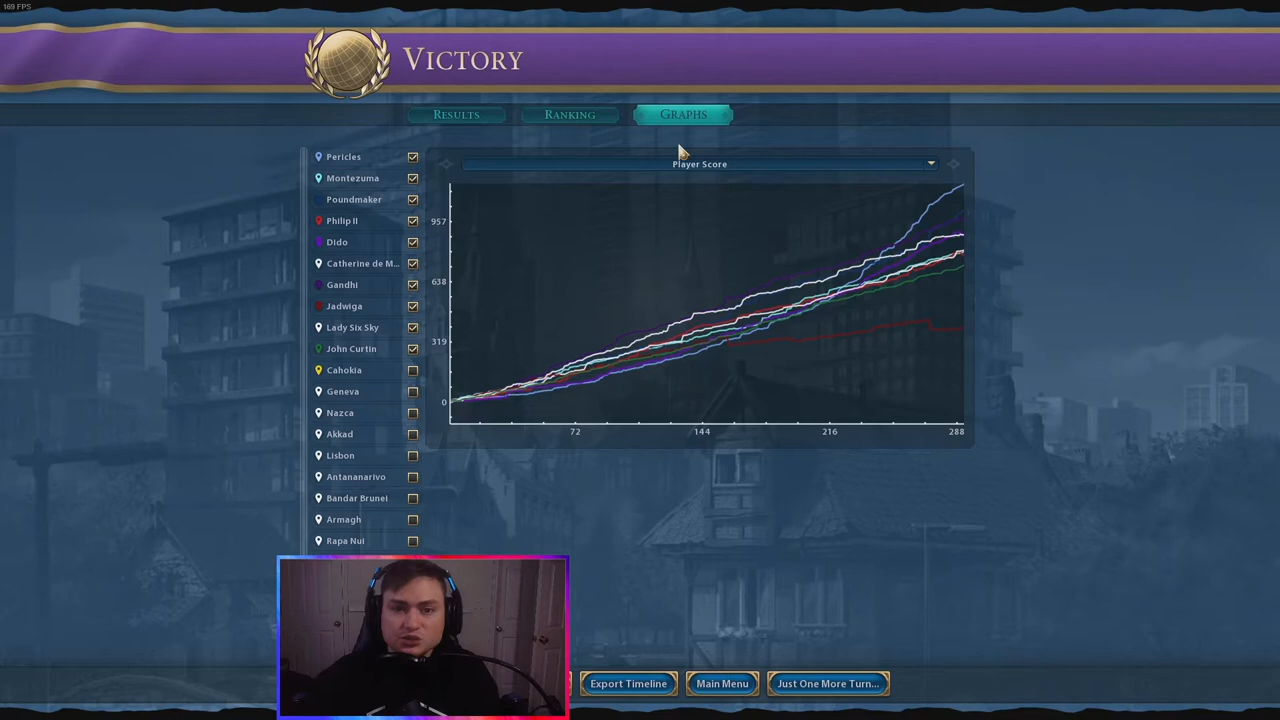 169 FPS
VICTORY
RESULTS
RANKING
GRAPHS
Pericles
Montezuma
Poundmaker
Philip II
Dido
Catherine de M...
Gandhi
Jadwiga
Lady Six Sky
John Curtin
Cahokia
Geneva
Nazca
Akkad
Lisbon
Antananarivo
Bandar Brunei
Armagh
Rapa Nui
Player Score
957
638
319
0
72
144
216
288
Export Timeline
Main Menu
Just One More Turn...